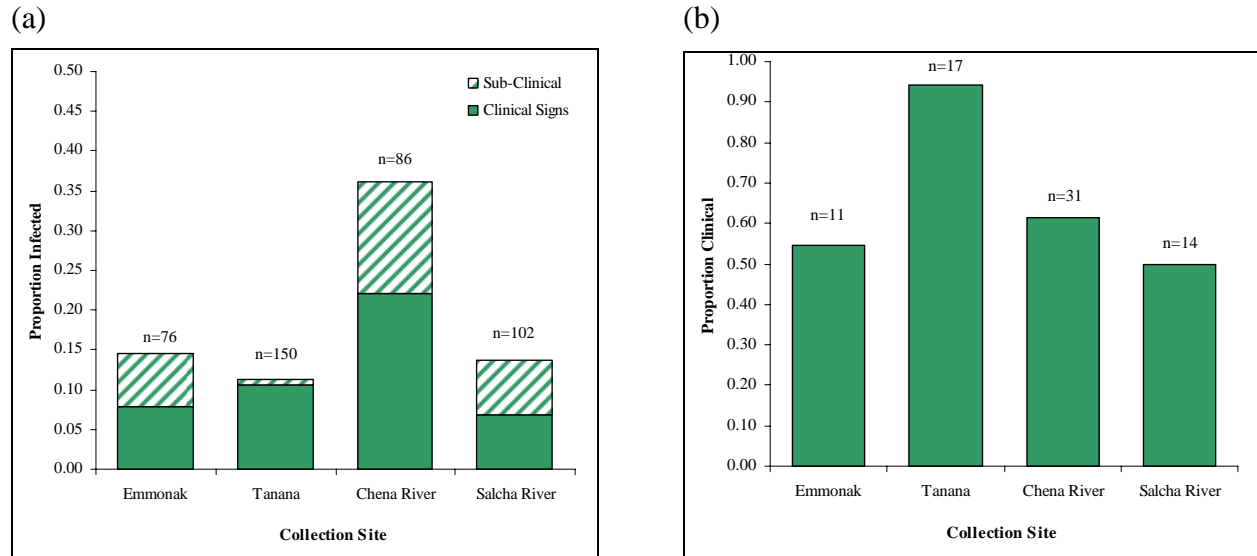 (a)
0.50
0.45
0.40
0.35
0.30
0.25
0.20
0.15
0.10
0.05
0.00
Proportion Infected
Sub-Clinical
Clinical Signs
n=76
n=150
n=86
n=102
Emmonak Tanana Chena River Salcha River
Collection Site
(b)
1.00
0.90
0.80
0.70
0.60
0.50
0.40
0.30
0.20
0.10
0.00
Proportion Clinical
n=11
n=17
n=31
n=14
Emmonak Tanana Chena River Salcha River
Collection Site